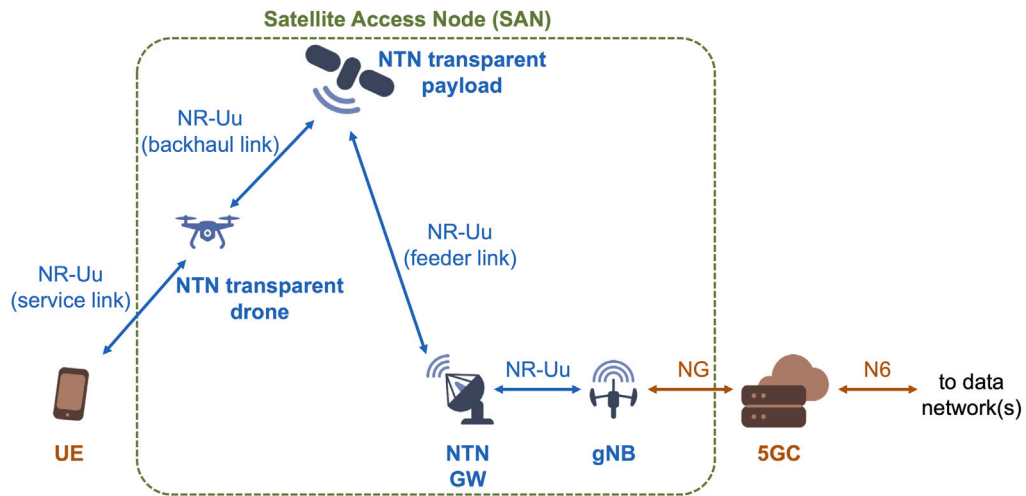 Satellite Access Node (SAN)
NTN transparent
payload
NR-Uu
(backhaul link)
NR-Uu
(feeder link)
NR-Uu
(service link)
NTN transparent
drone
NR-Uu
NG
N6
to data
network(s)
UE
NTN
GW
gNB
5GC